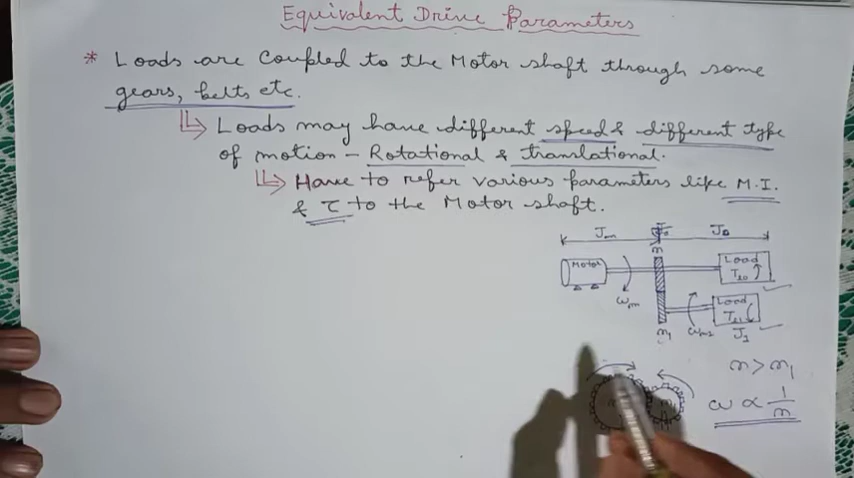 Equivalent Drive Parameters
* Loads are coupled to the Motor shaft through some
gears, belts etc.
Loads may have different speed & different type
of motion - Rotational & translational.
Have to refer various parameters like M.I.
& τ to the Motor shaft.
Jm J0
n
Motor Load
TL0
ωm Load
TL1
n1 ωm1 J1
n > n1
ω ∝ 1/n